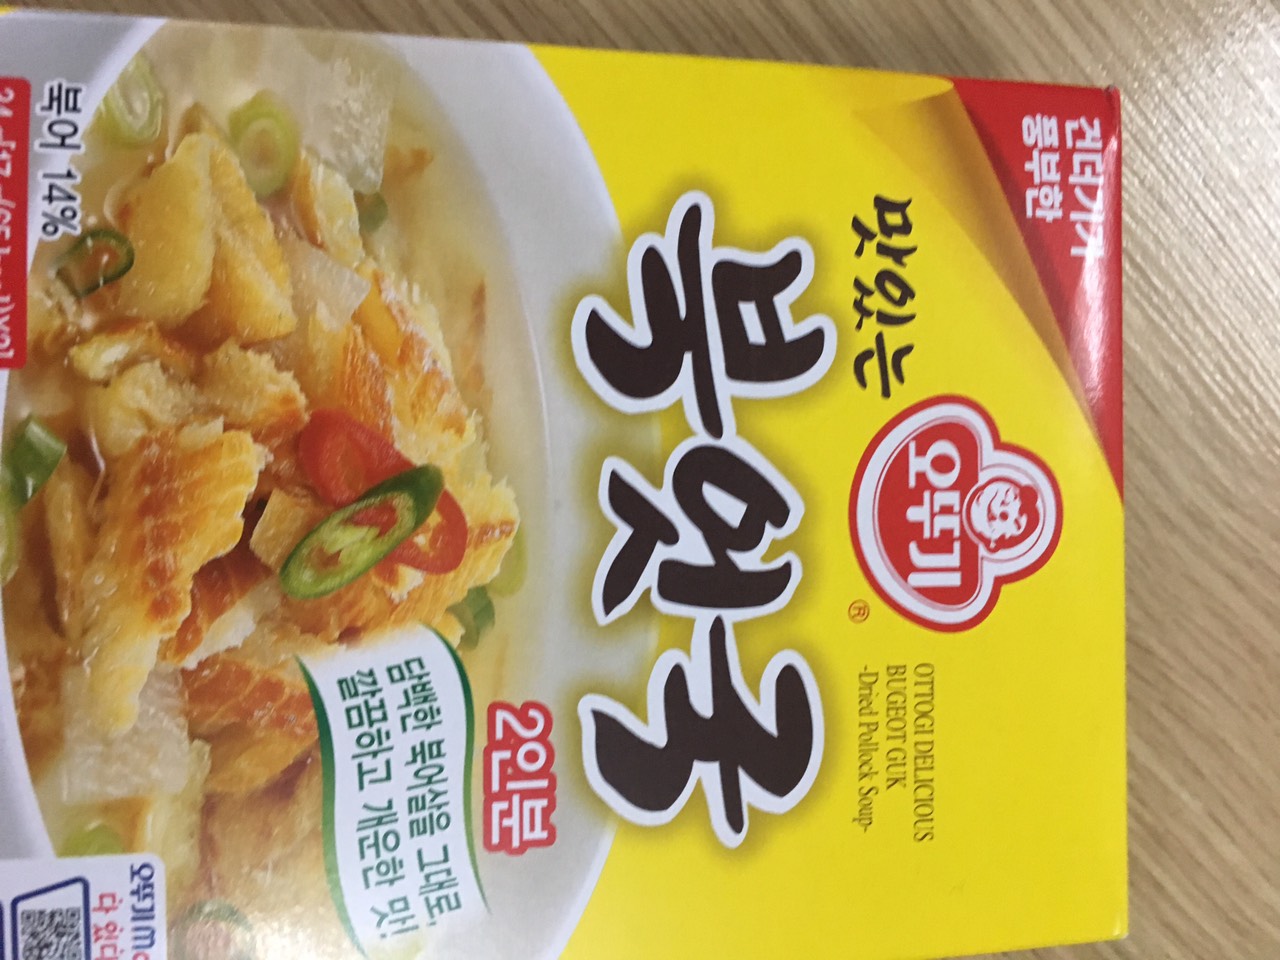 건더기가
풍부한
맛있는
오뚜기
®
OTTOGI DELICIOUS
BUGEOT GUK
-Dried Pollock Soup-
북엇국
2인분
담백한 북어살을 그대로,
깔끔하고 개운한 맛!
북어 14%